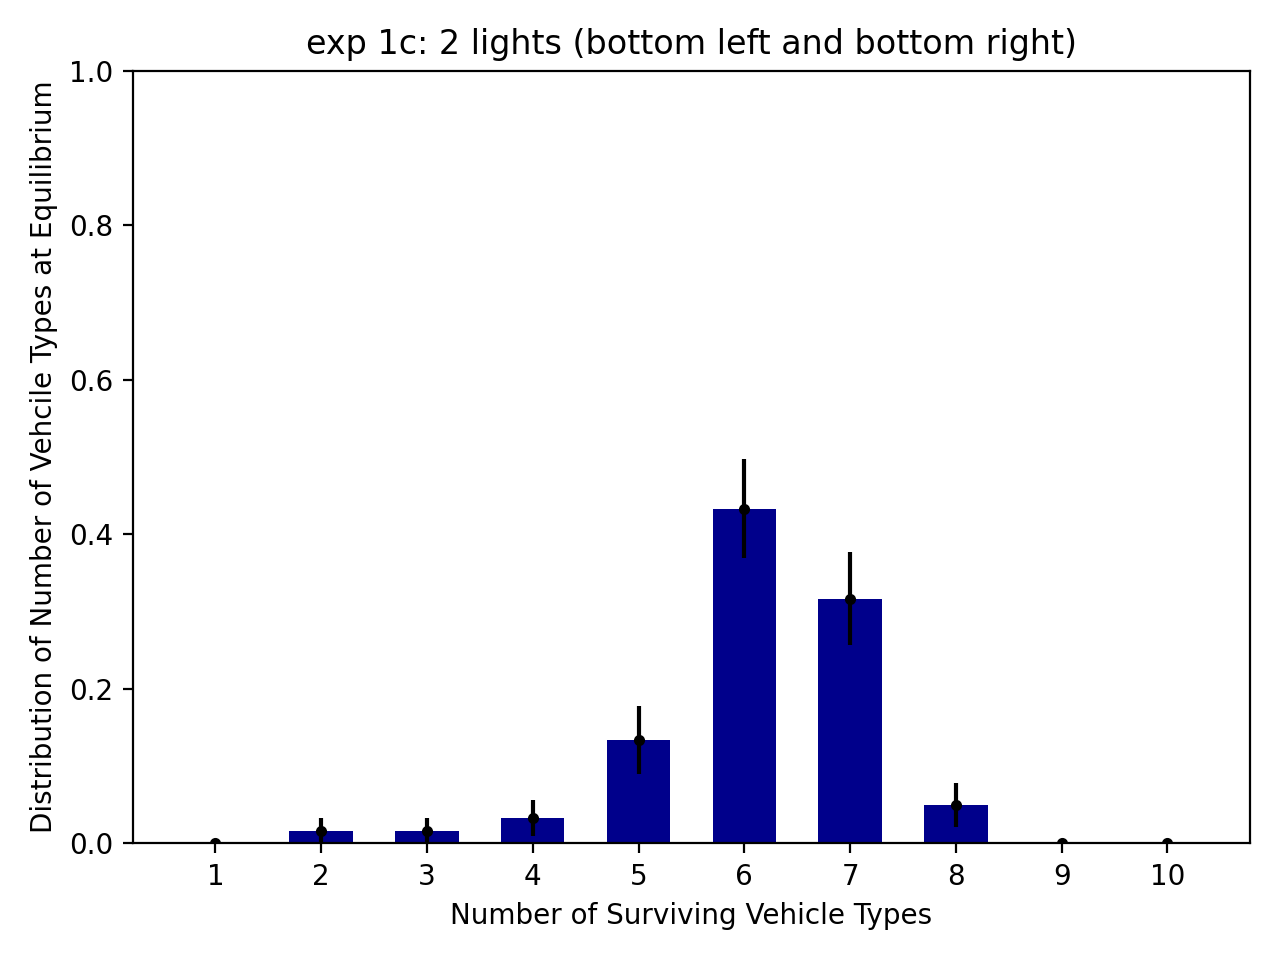 exp 1c: 2 lights (bottom left and bottom right)
Distribution of Number of Vehcile Types at Equilibrium
1.0
0.8
0.6
0.4
0.2
0.0
1 2 3 4 5 6 7 8 9 10
Number of Surviving Vehicle Types